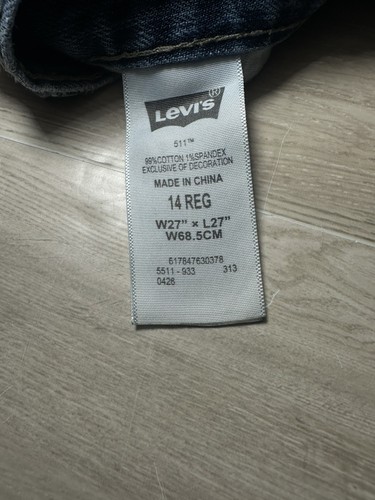 Levi's®
511™
99%COTTON 1%SPANDEX
EXCLUSIVE OF DECORATION
MADE IN CHINA
14 REG
W27" × L27"
W68.5CM
617847630378
5511 - 933 313
0426